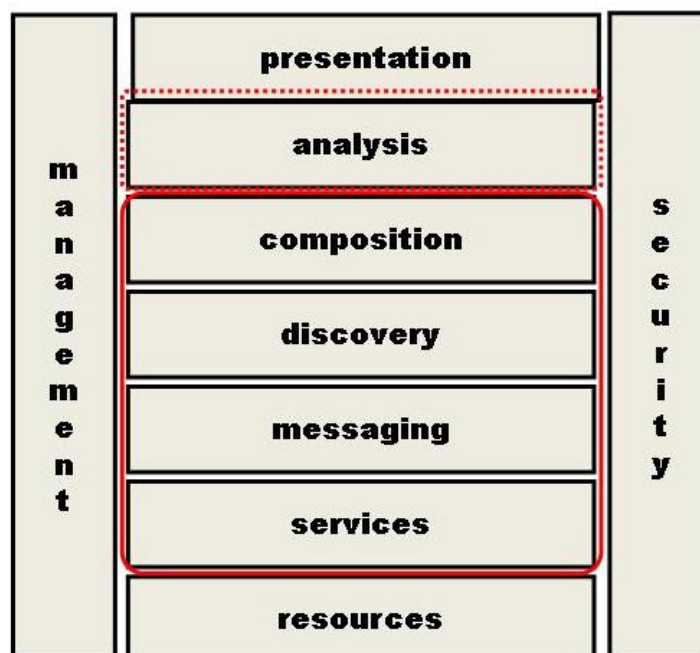 management
presentation
analysis
composition
discovery
messaging
services
resources
security